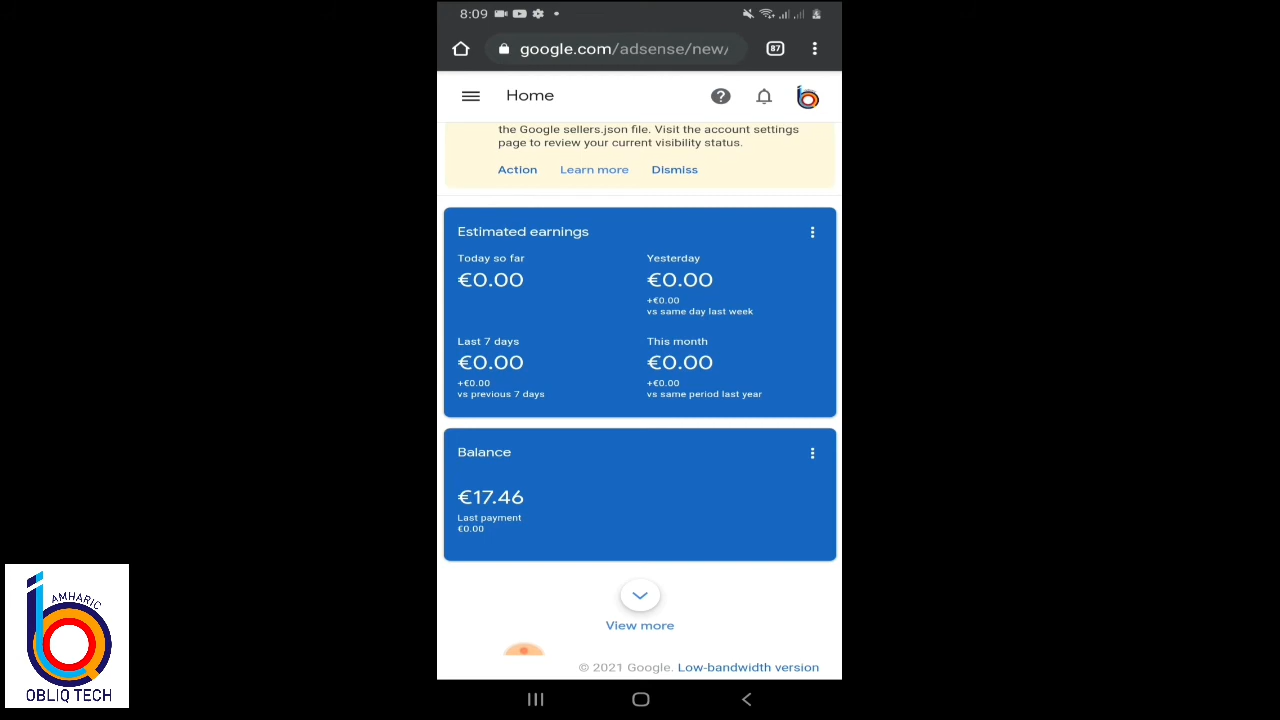 8:09
google.com/adsense/new/
87
Home
the Google sellers.json file. Visit the account settings
page to review your current visibility status.
Action Learn more Dismiss
Estimated earnings
Today so far
€0.00
Yesterday
€0.00
+€0.00
vs same day last week
Last 7 days
€0.00
+€0.00
vs previous 7 days
This month
€0.00
+€0.00
vs same period last year
Balance
€17.46
Last payment
€0.00
View more
© 2021 Google. Low-bandwidth version
AMHARIC
OBLIQ TECH